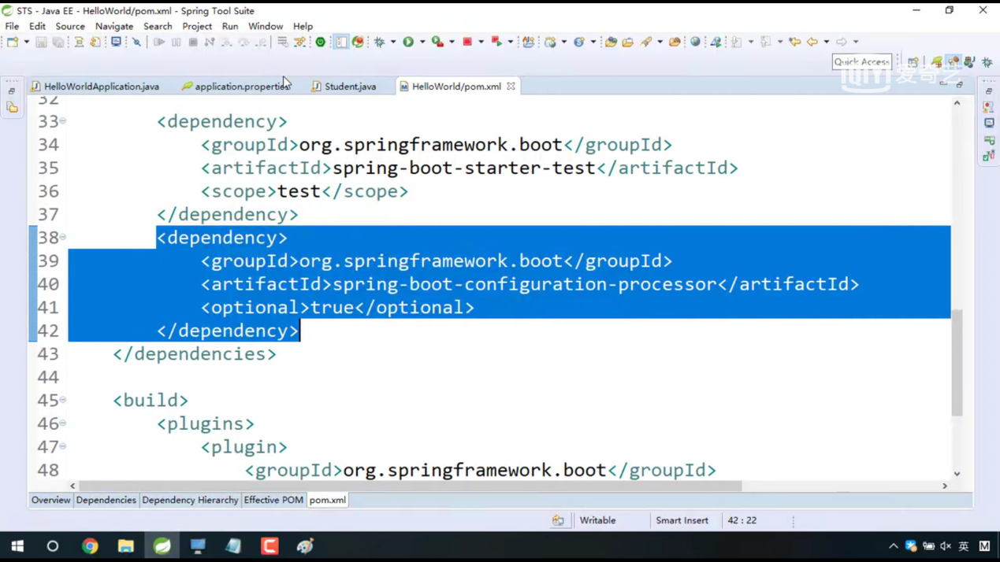 STS - Java EE - HelloWorld/pom.xml - Spring Tool Suite
File Edit Source Navigate Search Project Run Window Help
Quick Access
iQIYI 爱奇艺
HelloWorldApplication.java application.properties Student.java HelloWorld/pom.xml
32
33 <dependency>
34 <groupId>org.springframework.boot</groupId>
35 <artifactId>spring-boot-starter-test</artifactId>
36 <scope>test</scope>
37 </dependency>
38 <dependency>
39 <groupId>org.springframework.boot</groupId>
40 <artifactId>spring-boot-configuration-processor</artifactId>
41 <optional>true</optional>
42 </dependency>
43 </dependencies>
44
45 <build>
46 <plugins>
47 <plugin>
48 <groupId>org.springframework.boot</groupId>
Overview Dependencies Dependency Hierarchy Effective POM pom.xml
Writable Smart Insert 42 : 22
英 M